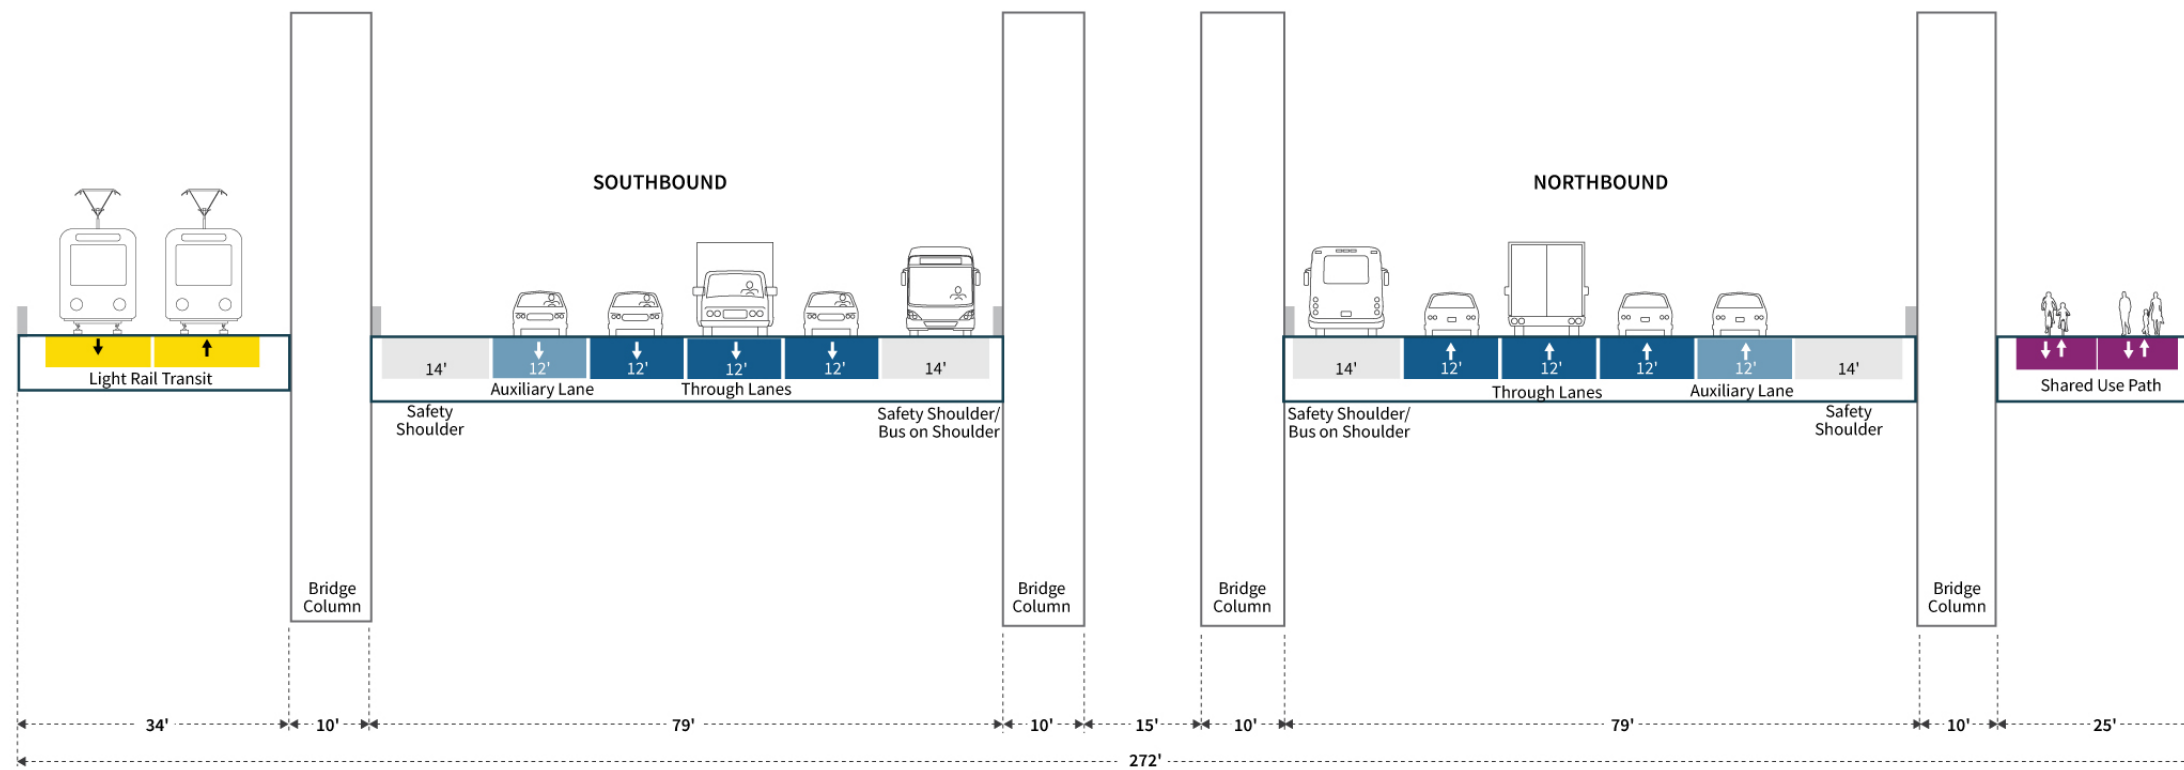 SOUTHBOUND
NORTHBOUND
Light Rail Transit
14'
12'
12'
12'
12'
14'
Auxiliary Lane
Through Lanes
Safety
Shoulder
Safety Shoulder/
Bus on Shoulder
14'
12'
12'
12'
12'
14'
Through Lanes
Auxiliary Lane
Safety Shoulder/
Bus on Shoulder
Safety
Shoulder
Shared Use Path
Bridge
Column
Bridge
Column
Bridge
Column
Bridge
Column
34'
10'
79'
10'
15'
10'
79'
10'
25'
272'